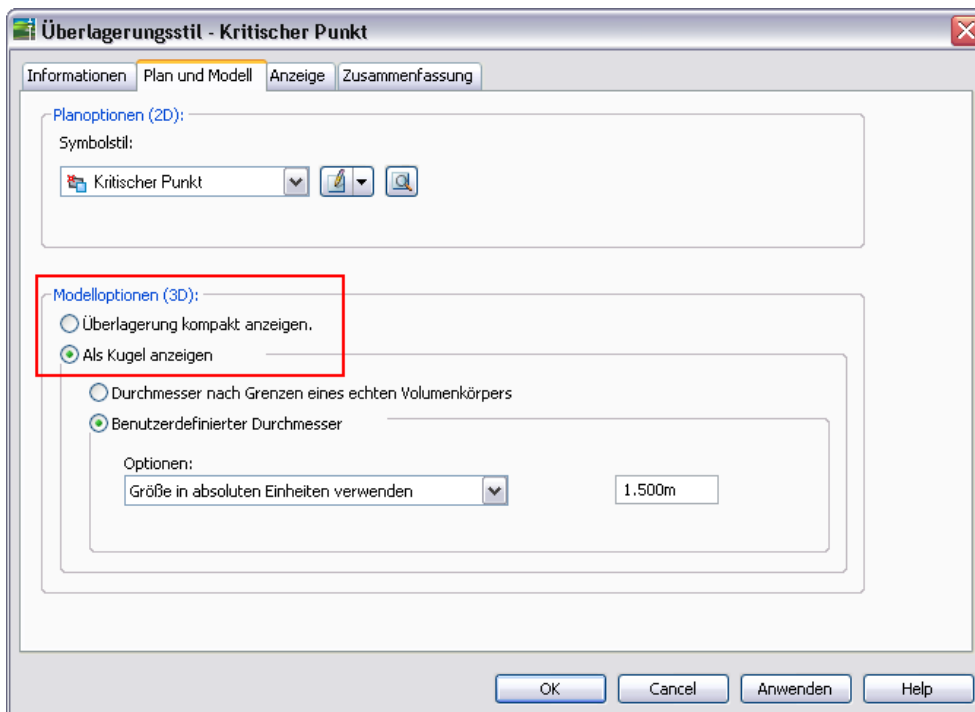 Überlagerungsstil - Kritischer Punkt
Informationen Plan und Modell Anzeige Zusammenfassung
Planoptionen (2D):
Symbolstil:
Kritischer Punkt
Modelloptionen (3D):
Überlagerung kompakt anzeigen.
Als Kugel anzeigen
Durchmesser nach Grenzen eines echten Volumenkörpers
Benutzerdefinierter Durchmesser
Optionen:
Größe in absoluten Einheiten verwenden 1.500m
OK Cancel Anwenden Help